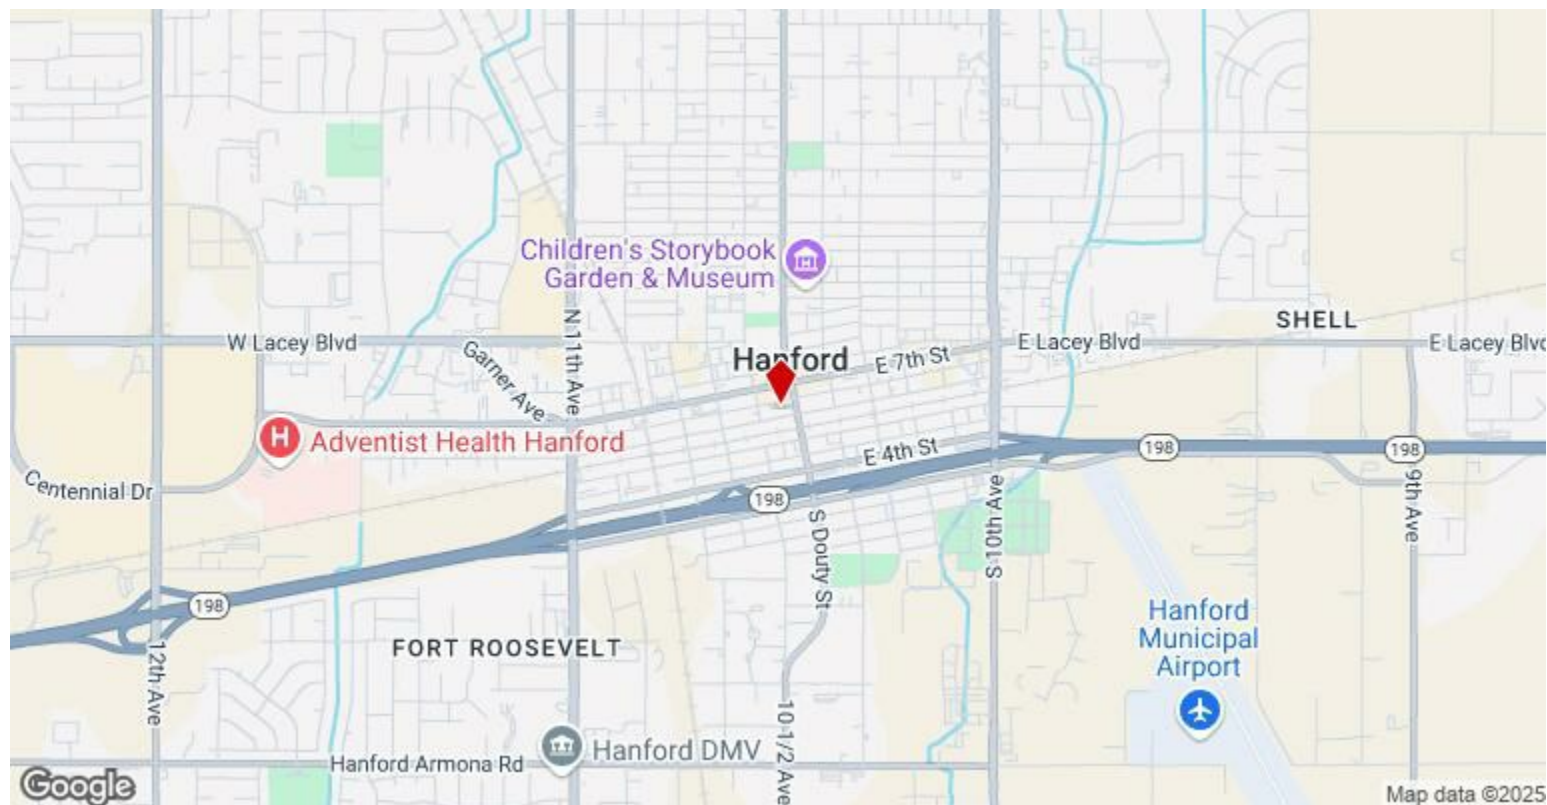 Children's Storybook
Garden & Museum
N 11th Ave
SHELL
W Lacey Blvd
Garner Ave
Hanford
E 7th St
E Lacey Blvd
E Lacey Blvd
H
Adventist Health Hanford
E 4th St
198
198
Centennial Dr
198
S 10th Ave
9th Ave
S Douty St
198
Hanford
Municipal
Airport
FORT ROOSEVELT
12th Ave
10-1/2 Ave
Hanford DMV
Hanford Armona Rd
Google
Map data ©2025